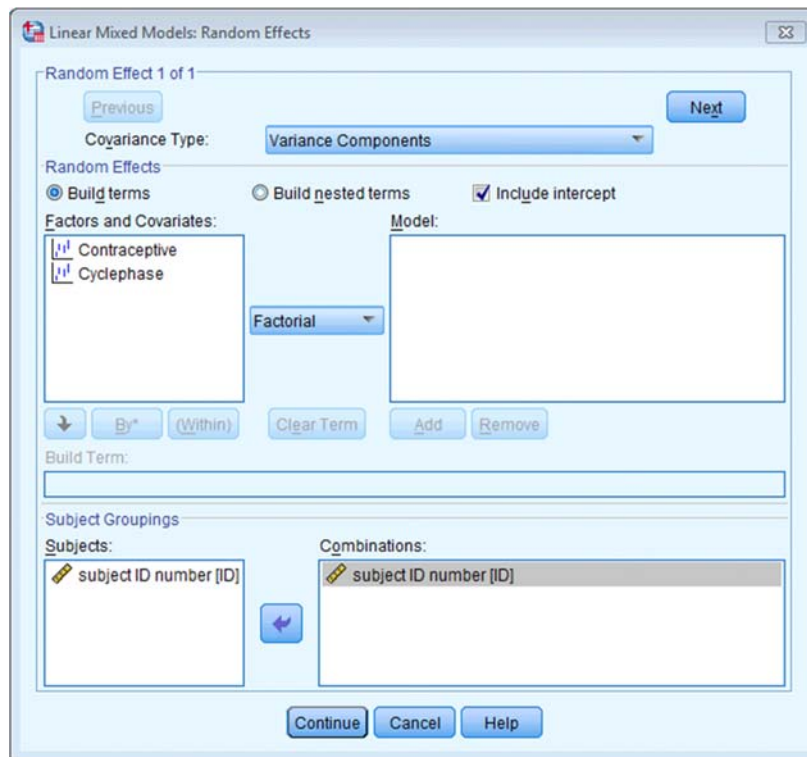 Linear Mixed Models: Random Effects
Random Effect 1 of 1
Previous
Next
Covariance Type:
Variance Components
Random Effects
Build terms
Build nested terms
Include intercept
Factors and Covariates:
Model:
Contraceptive
Cyclephase
Factorial
By*
(Within)
Clear Term
Add
Remove
Build Term:
Subject Groupings
Subjects:
Combinations:
subject ID number [ID]
subject ID number [ID]
Continue
Cancel
Help